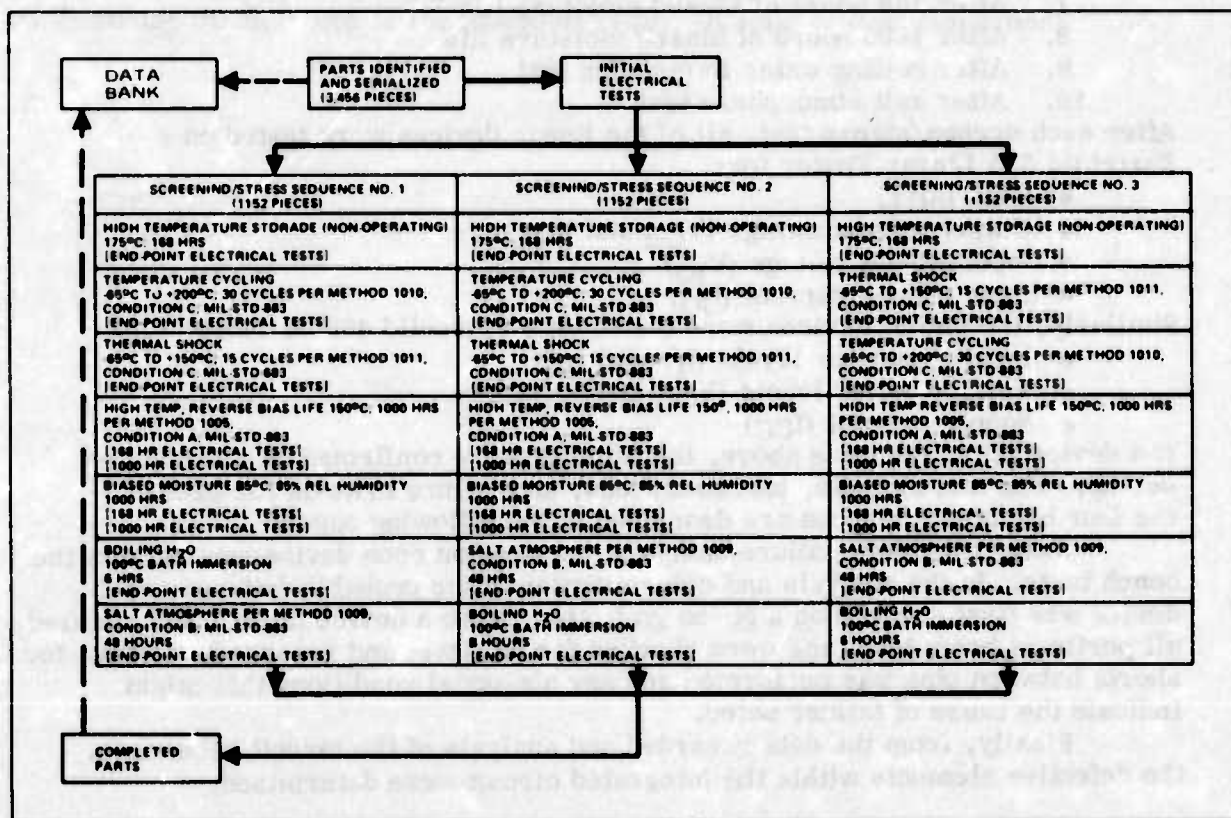 DATA
BANK
PARTS IDENTIFIED
AND SERIALIZED
(3,456 PIECES)
INITIAL
ELECTRICAL
TESTS
SCREENIND/STRESS SEQUENCE NO. 1
(1152 PIECES)
HIDH TEMPERATURE STORADE (NON-OPERATING)
175°C, 168 HRS
[END-POINT ELECTRICAL TESTS]
TEMPERATURE CYCLING
-65°C TO +200°C, 30 CYCLES PER METHOD 1010,
CONDITION C, MIL-STD-883
[END-POINT ELECTRICAL TESTS]
THERMAL SHOCK
-65°C TD +150°C, 15 CYCLES PER METHOD 1011,
CONDITION C, MIL-STD-883
[END-POINT ELECTRICAL TESTS]
HIGH TEMP, REVERSE BIAS LIFE 150°C, 1000 HRS
PER METHOD 1005,
CONDITION A, MIL-STD-883
[168 HR ELECTRICAL TESTS]
[1000 HR ELECTRICAL TESTS]
BIASED MOISTURE 85°C, 85% REL HUMIDITY
1000 HRS
[168 HR ELECTRICAL TESTS]
[1000 HR ELECTRICAL TESTS]
BOILING H2O
100°C BATH IMMERSION
6 HRS
[END-POINT ELECTRICAL TESTS]
SALT ATMOSPHERE PER METHOD 1009,
CONDITION B, MIL-STD-883
48 HOURS
[END-POINT ELECTRICAL TESTS]
SCREENING/STRESS SEQUENCE NO. 2
(1152 PIECES)
HIDH TEMPERATURE STORAGE (NON-OPERATING)
175°C, 168 HRS
[END-POINT ELECTRICAL TESTS]
TEMPERATURE CYCLING
-65°C TO +200°C, 30 CYCLES PER METHOD 1010,
CONDITION C, MIL-STD-883
[END-POINT ELECTRICAL TESTS]
THERMAL SHOCK
-65°C TD +150°C, 15 CYCLES PER METHOD 1011,
CONDITION C, MIL-STD-883
[END-POINT ELECTRICAL TESTS]
HIDH TEMP, REVERSE BIAS LIFE 150°, 1000 HRS
PER METHOD 1005,
CONDITION A, MIL-STD-883
[168 HR ELECTRICAL TESTS]
[1000 HR ELECTRICAL TESTS]
BIASED MOISTURE 85°C, 85% REL HUMIDITY
1000 HRS
[168 HR ELECTRICAL TESTS]
[1000 HR ELECTRICAL TESTS]
SALT ATMOSPHERE PER METHOD 1009,
CONDITION B, MIL-STD-883
48 HRS
[END-POINT ELECTRICAL TESTS]
BOILIND H2O
100°C BATH IMMERSION
HOURS
[END-POINT ELECTRICAL TESTS]
SCREENING/STRESS SEQUENCE NO. 3
(1152 PIECES)
HIGH TEMPERATURE STORAGE (NON-OPERATING)
175°C, 168 HRS
[END-POINT ELECTRICAL TESTS]
THERMAL SHOCK
-65°C TD +150°C, 15 CYCLES PER METHOD 1011,
CONDITION C, MIL-STD-883
[END-POINT ELECTRICAL TESTS]
TEMPERATURE CYCLING
-65°C TD +200°C, 30 CYCLES PER METHOD 1010,
CONDITION C, MIL-STD-883
[END-POINT ELECTRICAL TESTS]
HIDH TEMP REVERSE BIAS LIFE 150°C, 1000 HRS
PER METHOD 1005,
CONDITION A, MIL-STD-883
[168 HR ELECTRICAL TESTS]
[1000 HR ELECTRICAL TESTS]
BIASED MOISTURE 85°C, 85% REL HUMIDITY
1000 HRS
[168 HR ELECTRICAL TESTS]
[1000 HR ELECTRICAL TESTS]
SALT ATMOSPHERE PER METHOD 1009,
CONDITION B, MIL-STD-883
48 HRS
[END-POINT ELECTRICAL TESTS]
BOILING H2O
100°C BATH IMMERSION
6 HOURS
[END-POINT ELECTRICAL TESTS]
COMPLETED
PARTS